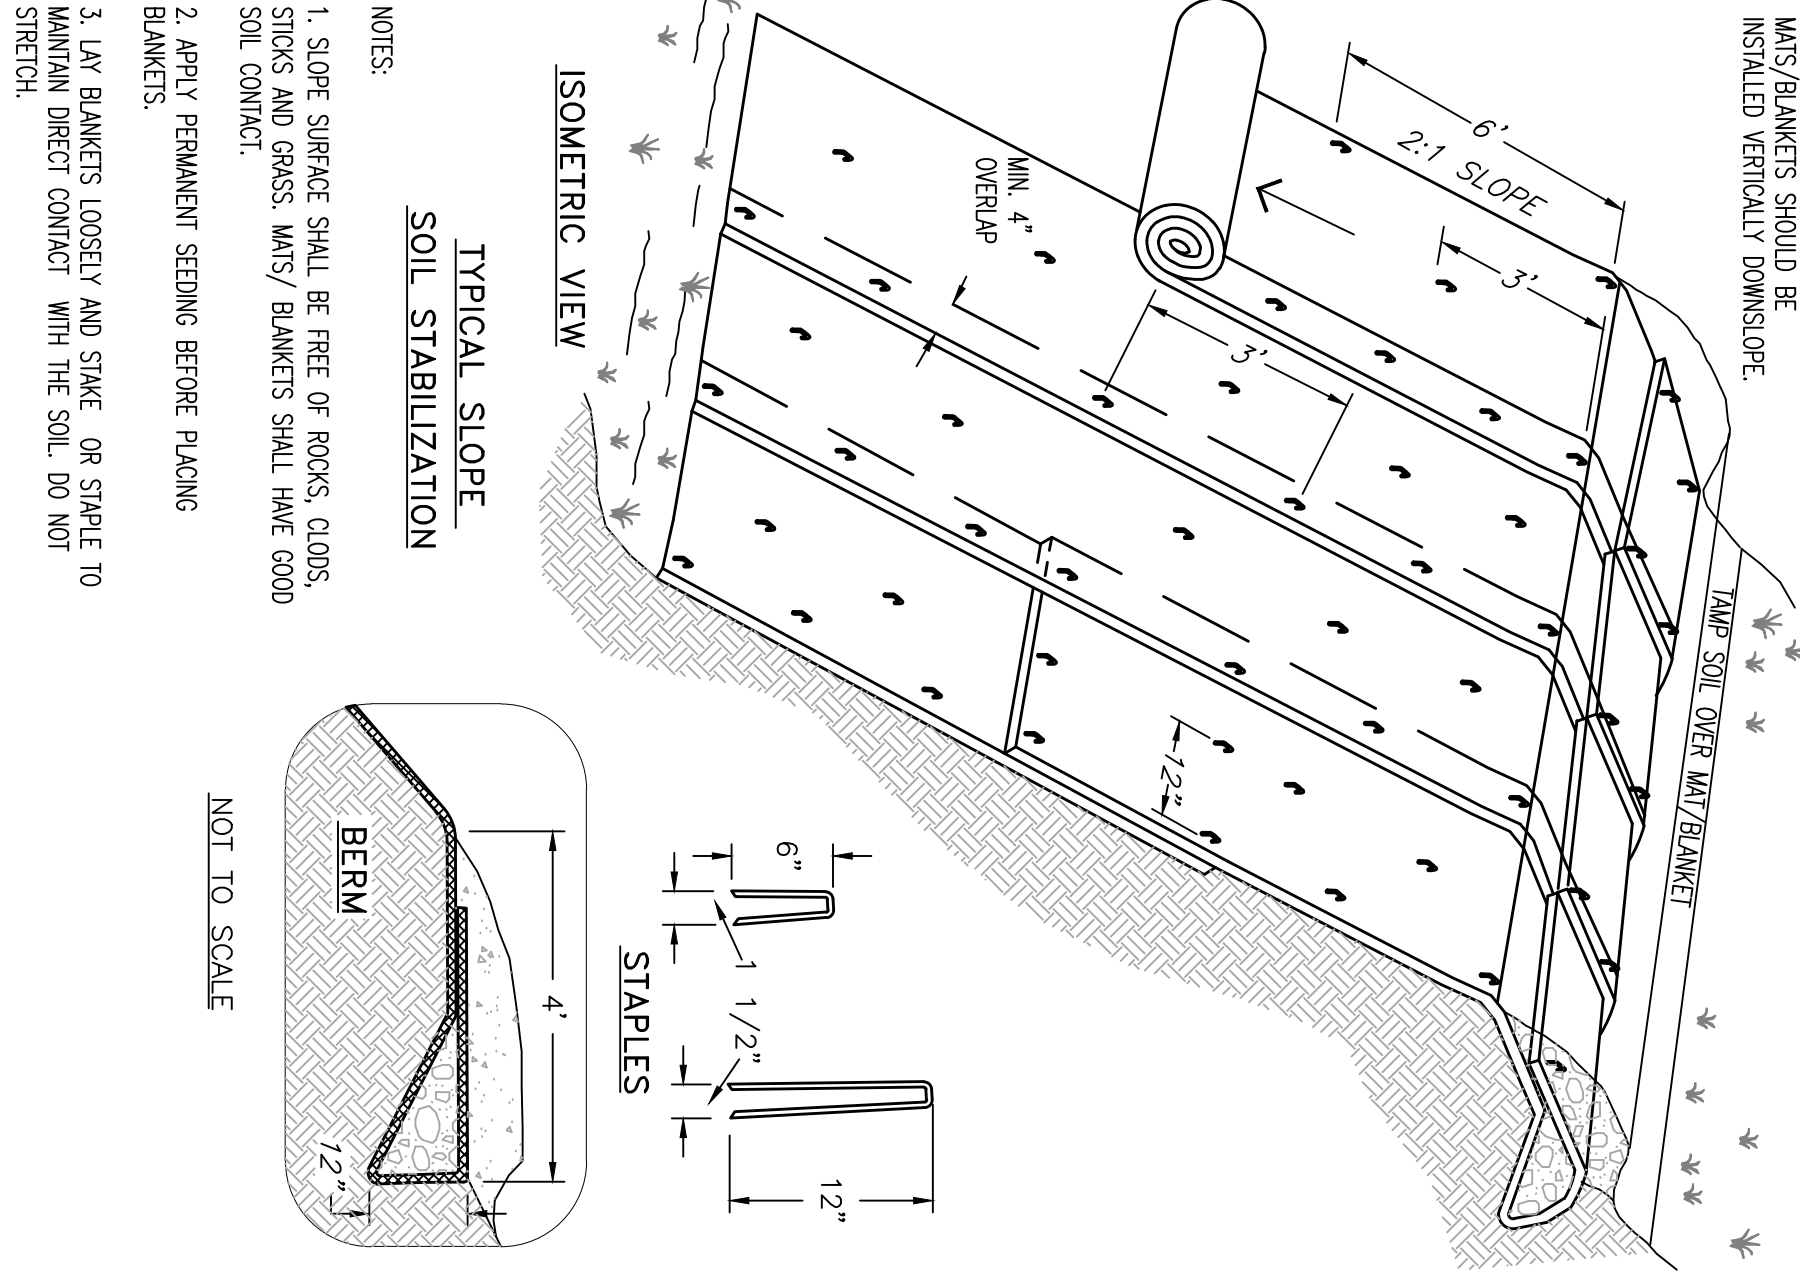 MATS/BLANKETS SHOULD BE
INSTALLED VERTICALLY DOWNSLOPE.
6'
2:1 SLOPE
3'
MIN. 4"
OVERLAP
3'
TAMP SOIL OVER MAT/BLANKET
12"
ISOMETRIC VIEW
TYPICAL SLOPE
SOIL STABILIZATION
6"
1 1/2"
12"
STAPLES
4'
BERM
12"
NOT TO SCALE
NOTES:
1. SLOPE SURFACE SHALL BE FREE OF ROCKS, CLODS,
STICKS AND GRASS. MATS/ BLANKETS SHALL HAVE GOOD
SOIL CONTACT.
2. APPLY PERMANENT SEEDING BEFORE PLACING
BLANKETS.
3. LAY BLANKETS LOOSELY AND STAKE OR STAPLE TO
MAINTAIN DIRECT CONTACT WITH THE SOIL. DO NOT
STRETCH.